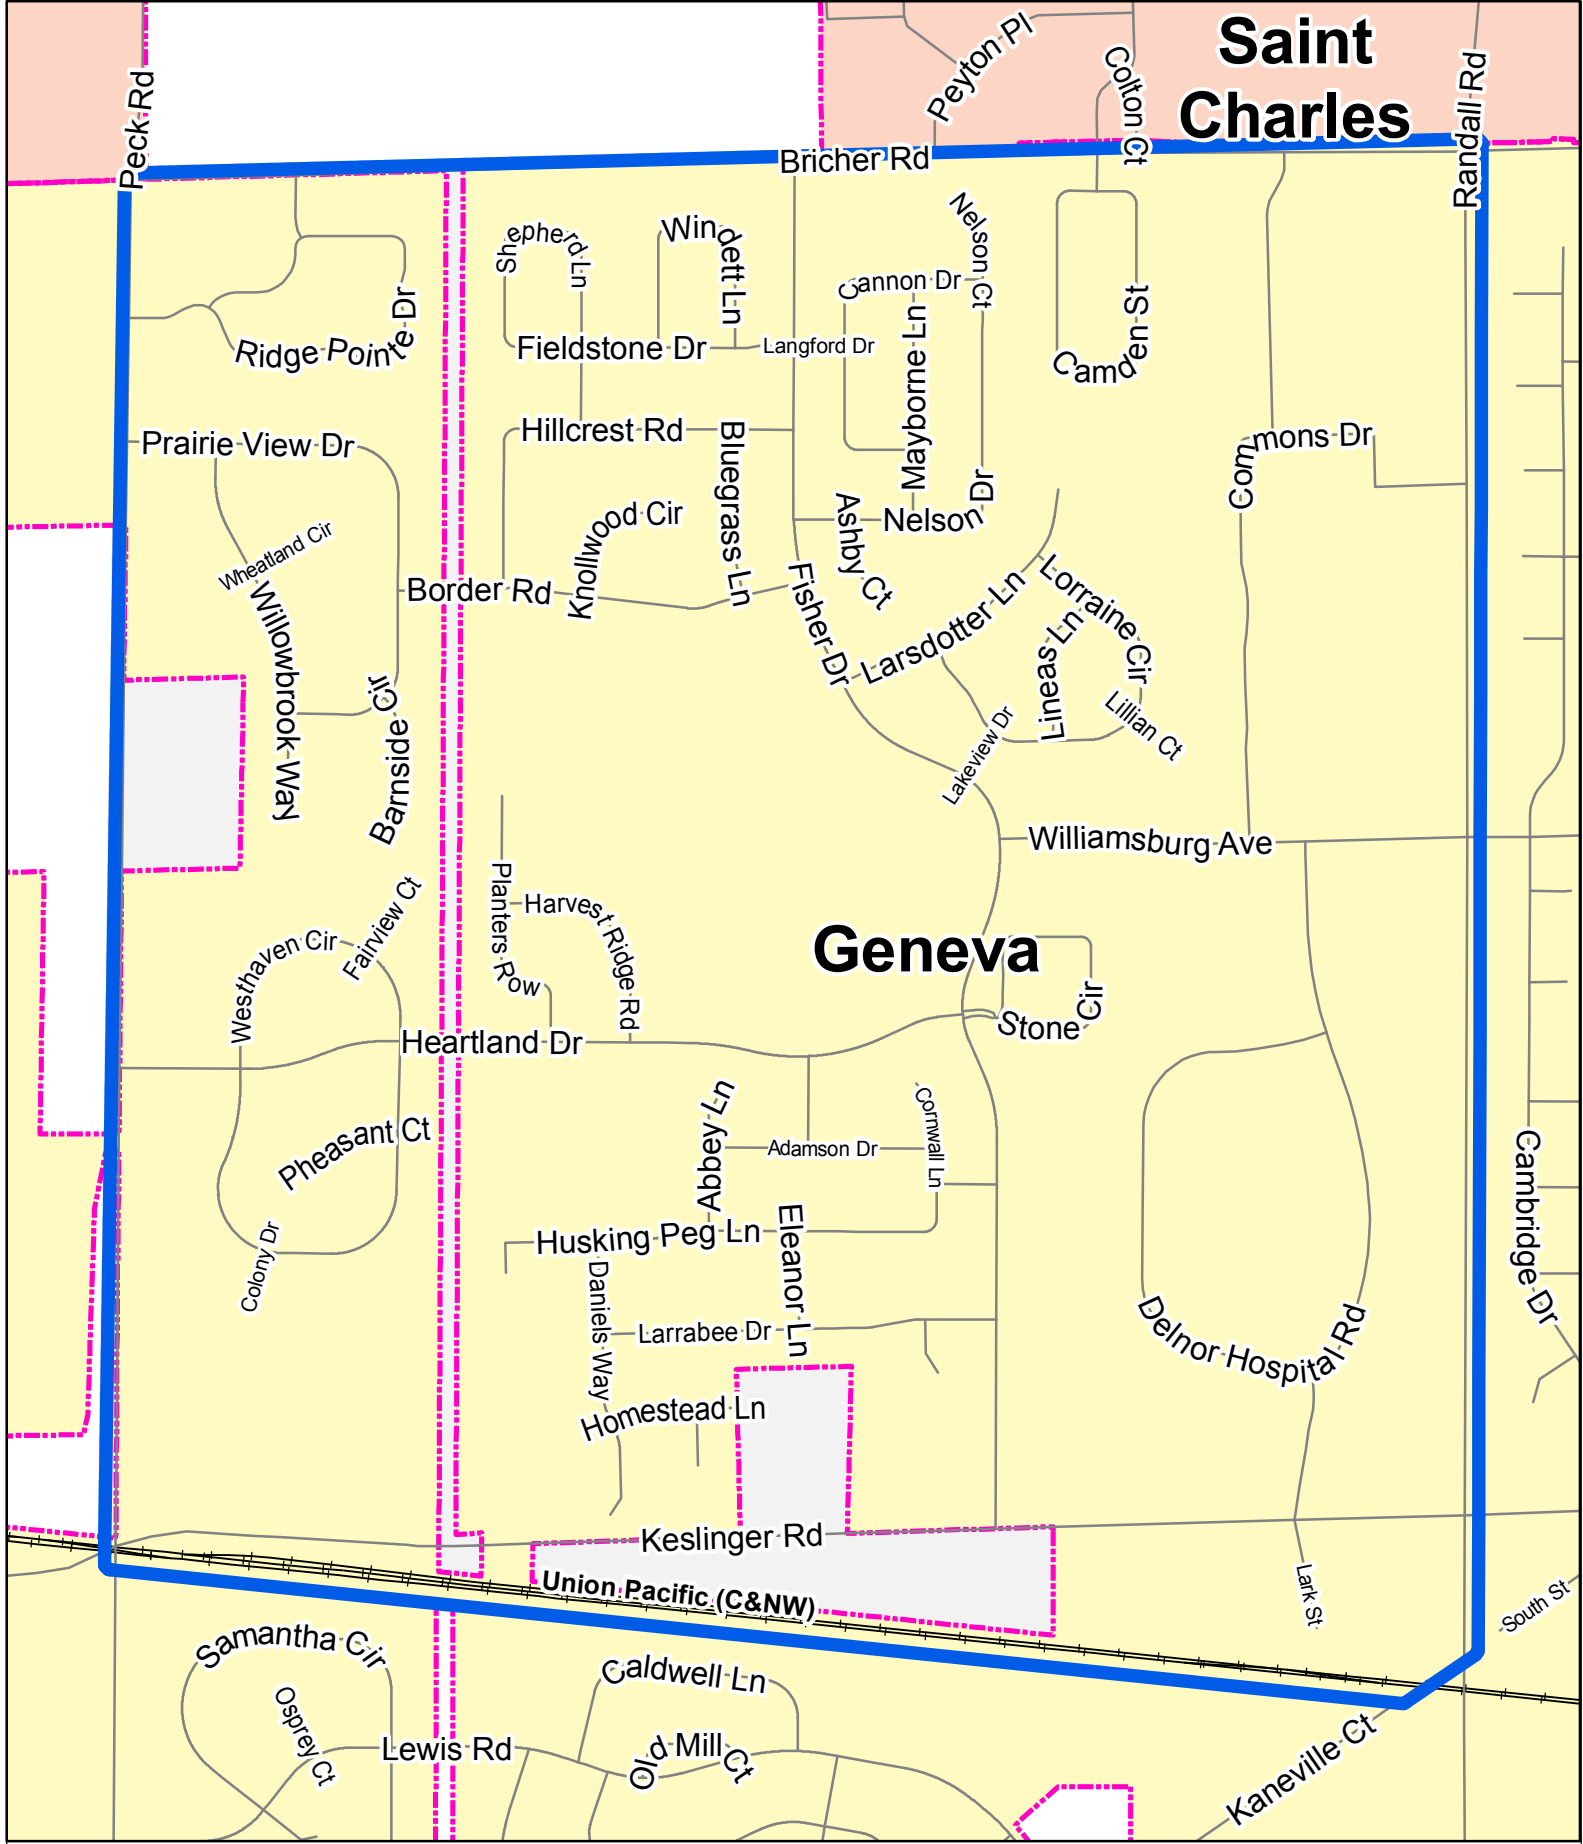 Saint
Charles
Peyton Pl
Colton Ct
Peck Rd
Randall Rd
Bricher Rd
Nelson Ct
Shepherd Ln
Windett Ln
Cannon Dr
Camden St
Ridge Pointe Dr
Fieldstone Dr
Langford Dr
Mayborne Ln
Prairie View Dr
Hillcrest Rd
Bluegrass Ln
Commons Dr
Knollwood Cir
Ashby Ct
Nelson Dr
Wheatland Cir
Willowbrook Way
Border Rd
Fisher Dr
Larsdotter Ln
Lorraine Cir
Lineas Ln
Lillian Ct
Lakeview Dr
Barnside Cir
Williamsburg Ave
Planters Row
Harvest Ridge Rd
Fairview Ct
Westhaven Cir
Geneva
Stone Cir
Heartland Dr
Pheasant Ct
Abbey Ln
Adamson Dr
Cornwall Ln
Cambridge Dr
Husking Peg Ln
Eleanor Ln
Colony Dr
Daniels Way
Larrabee Dr
Delnor Hospital Rd
Homestead Ln
Keslinger Rd
Union Pacific (C&NW)
Lark St
South St
Samantha Cir
Caldwell Ln
Osprey Ct
Lewis Rd
Old Mill Ct
Kaneville Ct